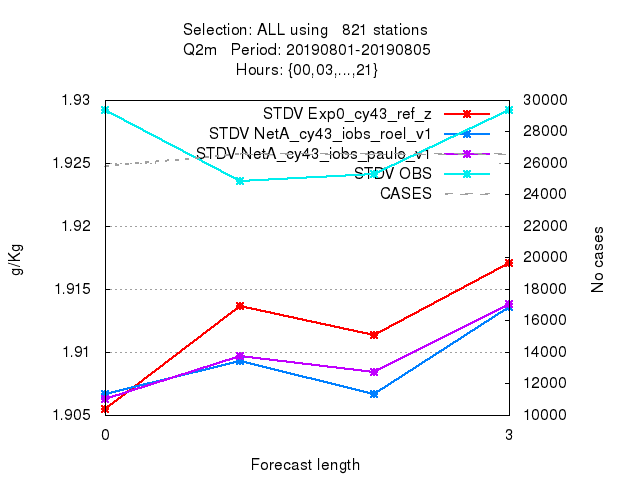 Selection: ALL using   821 stations
Q2m   Period: 20190801-20190805
Hours: {00,03,...,21}
1.93
1.925
1.92
1.915
1.91
1.905
g/Kg
STDV Exp0_cy43_ref_z
STDV NetA_cy43_iobs_roel_v1
STDV NetA_cy43_iobs_paulo_v1
STDV OBS
CASES
30000
28000
26000
24000
22000
20000
18000
16000
14000
12000
10000
No cases
0
3
Forecast length